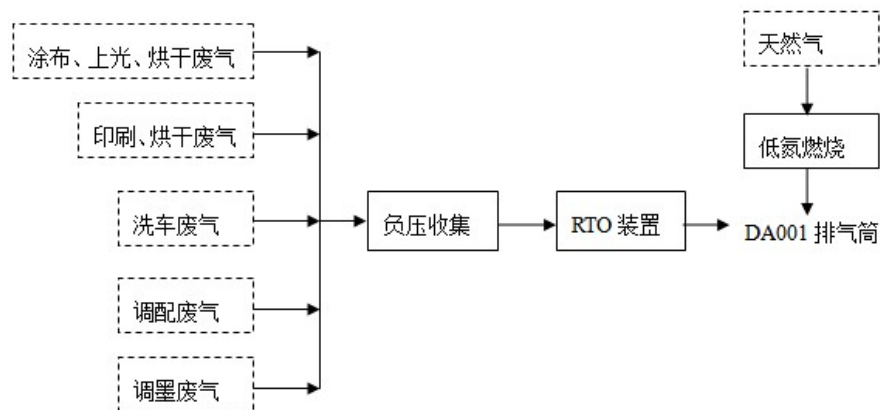 涂布、上光、烘干废气
印刷、烘干废气
洗车废气
调配废气
调墨废气
负压收集
RTO 装置
天然气
低氮燃烧
DA001 排气筒